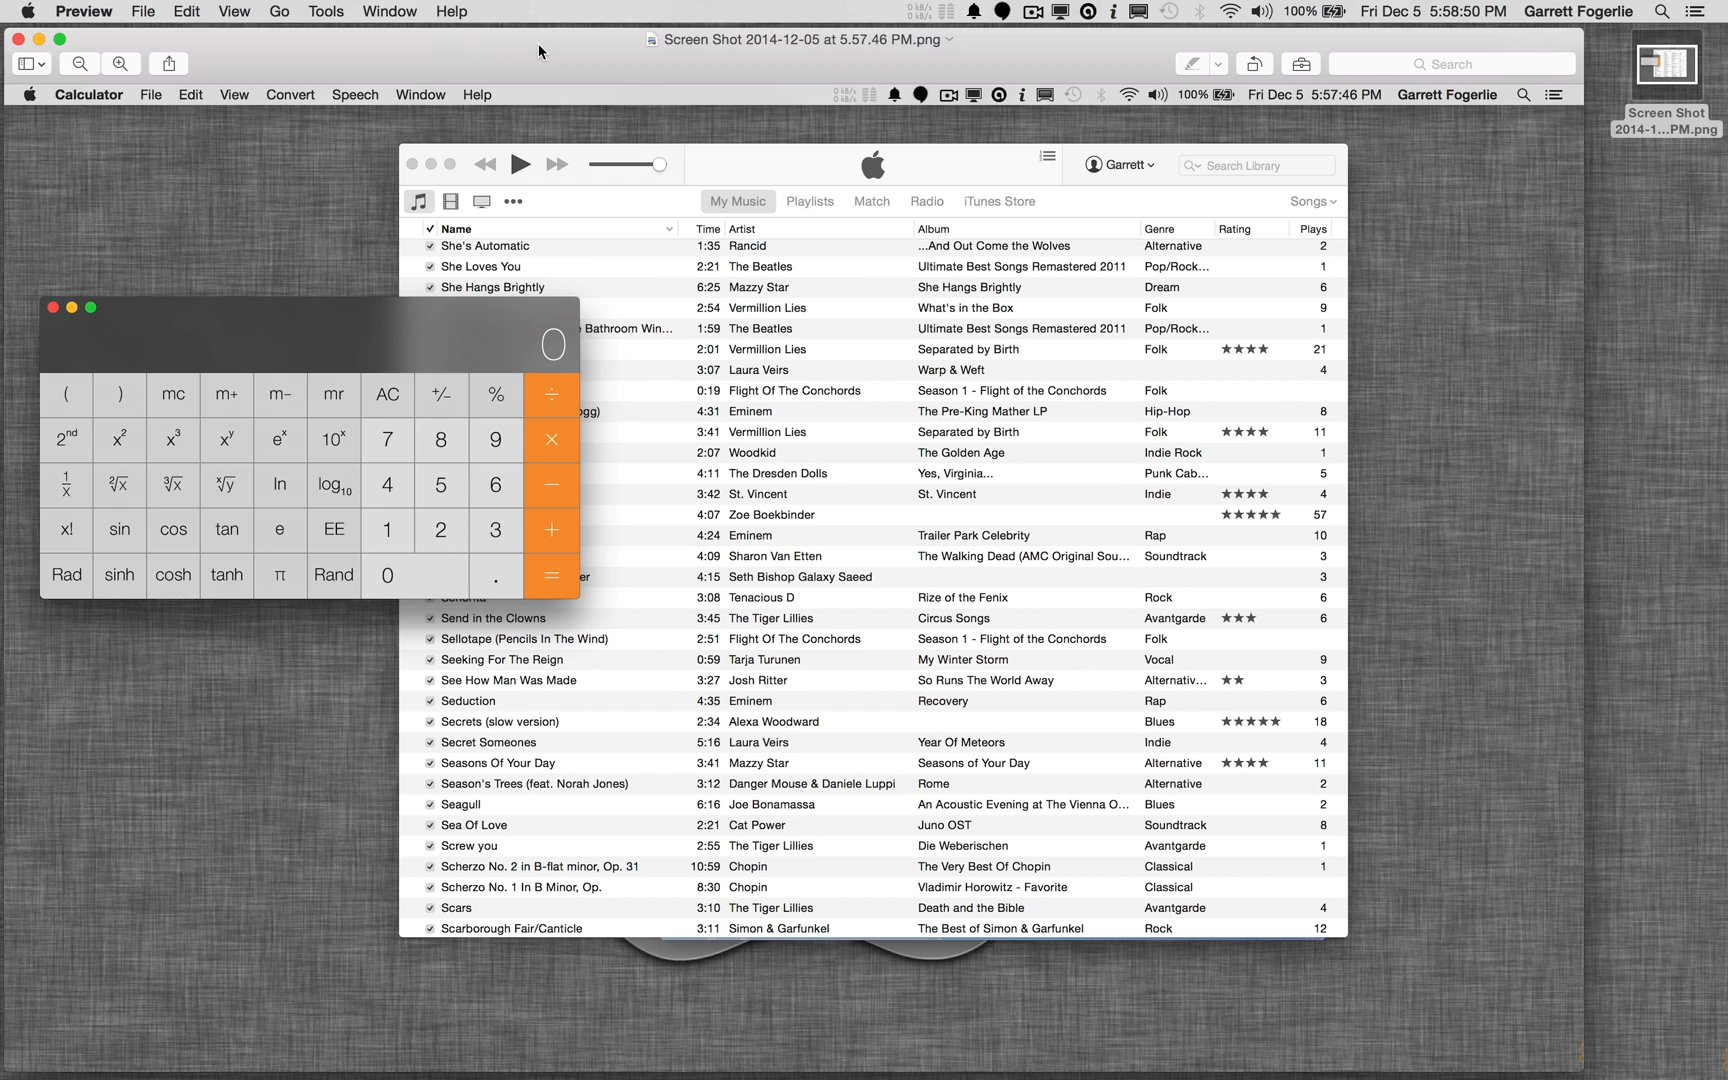 Preview File Edit View Go Tools Window Help 0 kB/s 0 kB/s 100% Fri Dec 5 5:58:50 PM Garrett Fogerlie
Screen Shot 2014-12-05 at 5.57.46 PM.png
Search
Screen Shot
2014-1...PM.png
Calculator File Edit View Convert Speech Window Help 0 kB/s 0 kB/s 100% Fri Dec 5 5:57:46 PM Garrett Fogerlie
Garrett Search Library
My Music Playlists Match Radio iTunes Store Songs
Name Time Artist Album Genre Rating Plays
She's Automatic 1:35 Rancid ...And Out Come the Wolves Alternative 2
She Loves You 2:21 The Beatles Ultimate Best Songs Remastered 2011 Pop/Rock... 1
She Hangs Brightly 6:25 Mazzy Star She Hangs Brightly Dream 6
2:54 Vermillion Lies What's in the Box Folk 9
Bathroom Win... 1:59 The Beatles Ultimate Best Songs Remastered 2011 Pop/Rock... 1
2:01 Vermillion Lies Separated by Birth Folk ★★★★ 21
3:07 Laura Veirs Warp & Weft 4
0:19 Flight Of The Conchords Season 1 - Flight of the Conchords Folk
ogg) 4:31 Eminem The Pre-King Mather LP Hip-Hop 8
3:41 Vermillion Lies Separated by Birth Folk ★★★★ 11
2:07 Woodkid The Golden Age Indie Rock 1
4:11 The Dresden Dolls Yes, Virginia... Punk Cab... 5
3:42 St. Vincent St. Vincent Indie ★★★★ 4
4:07 Zoe Boekbinder ★★★★★ 57
4:24 Eminem Trailer Park Celebrity Rap 10
4:09 Sharon Van Etten The Walking Dead (AMC Original Sou... Soundtrack 3
er 4:15 Seth Bishop Galaxy Saeed 3
Señorita 3:08 Tenacious D Rize of the Fenix Rock 6
Send in the Clowns 3:45 The Tiger Lillies Circus Songs Avantgarde ★★★ 6
Sellotape (Pencils In The Wind) 2:51 Flight Of The Conchords Season 1 - Flight of the Conchords Folk
Seeking For The Reign 0:59 Tarja Turunen My Winter Storm Vocal 9
See How Man Was Made 3:27 Josh Ritter So Runs The World Away Alternativ... ★★ 3
Seduction 4:35 Eminem Recovery Rap 6
Secrets (slow version) 2:34 Alexa Woodward Blues ★★★★★ 18
Secret Someones 5:16 Laura Veirs Year Of Meteors Indie 4
Seasons Of Your Day 3:41 Mazzy Star Seasons of Your Day Alternative ★★★★ 11
Season's Trees (feat. Norah Jones) 3:12 Danger Mouse & Daniele Luppi Rome Alternative 2
Seagull 6:16 Joe Bonamassa An Acoustic Evening at The Vienna O... Blues 2
Sea Of Love 2:21 Cat Power Juno OST Soundtrack 8
Screw you 2:55 The Tiger Lillies Die Weberischen Avantgarde 1
Scherzo No. 2 in B-flat minor, Op. 31 10:59 Chopin The Very Best Of Chopin Classical 1
Scherzo No. 1 In B Minor, Op. 8:30 Chopin Vladimir Horowitz - Favorite Classical
Scars 3:10 The Tiger Lillies Death and the Bible Avantgarde 4
Scarborough Fair/Canticle 3:11 Simon & Garfunkel The Best of Simon & Garfunkel Rock 12
0
( ) mc m+ m− mr AC +/− % ÷
2nd x² x³ xʸ eˣ 10ˣ 7 8 9 ×
1/x ²√x ³√x ˣ√y ln log₁₀ 4 5 6 −
x! sin cos tan e EE 1 2 3 +
Rad sinh cosh tanh π Rand 0 . =